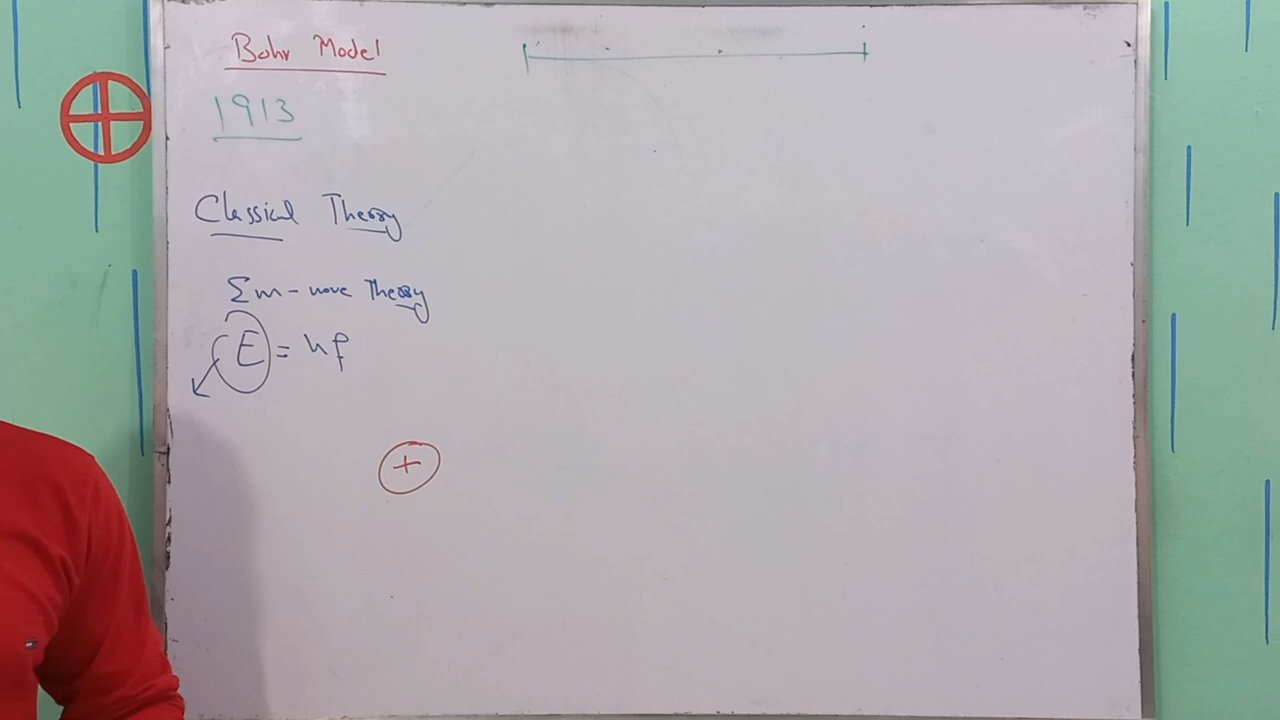 Bohr Model
1913
Classical Theory
Em-wave Theory
E = hf
+